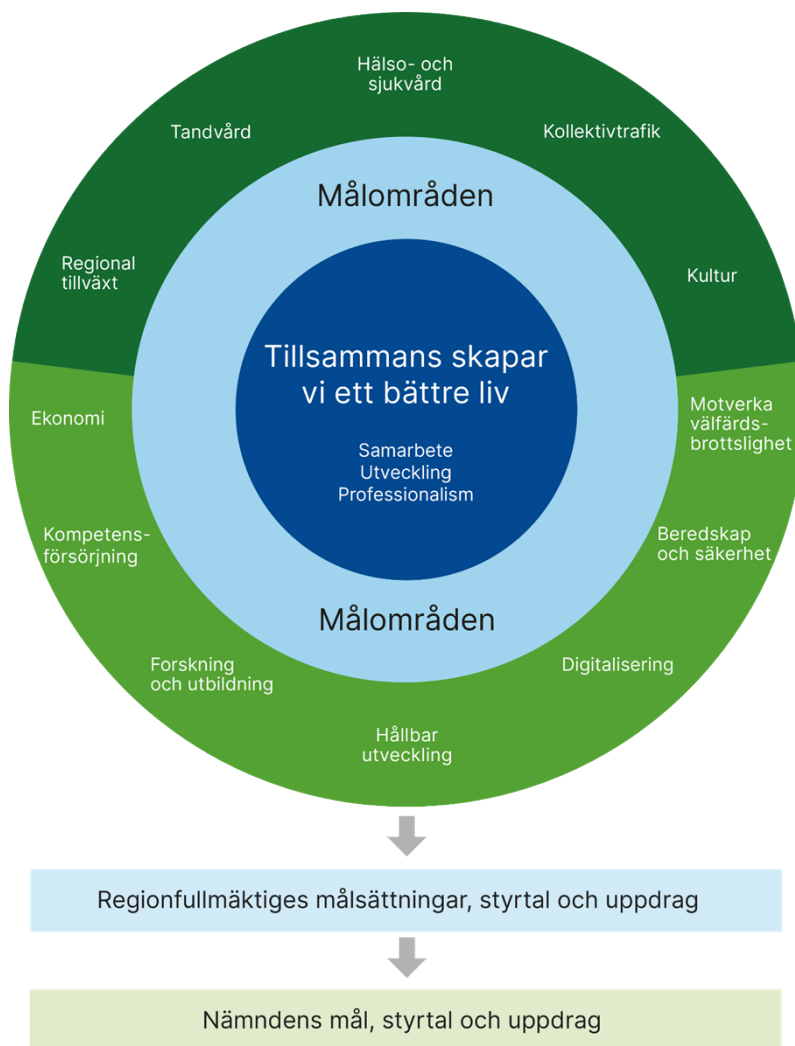 Hälso- och
sjukvård
Tandvård
Kollektivtrafik
Målområden
Regional
tillväxt
Kultur
Tillsammans skapar
vi ett bättre liv
Samarbete
Utveckling
Professionalism
Ekonomi
Motverka
välfärds-
brottslighet
Kompetens-
försörjning
Beredskap
och säkerhet
Målområden
Forskning
och utbildning
Digitalisering
Hållbar
utveckling
Regionfullmäktiges målsättningar, styrtal och uppdrag
Nämndens mål, styrtal och uppdrag